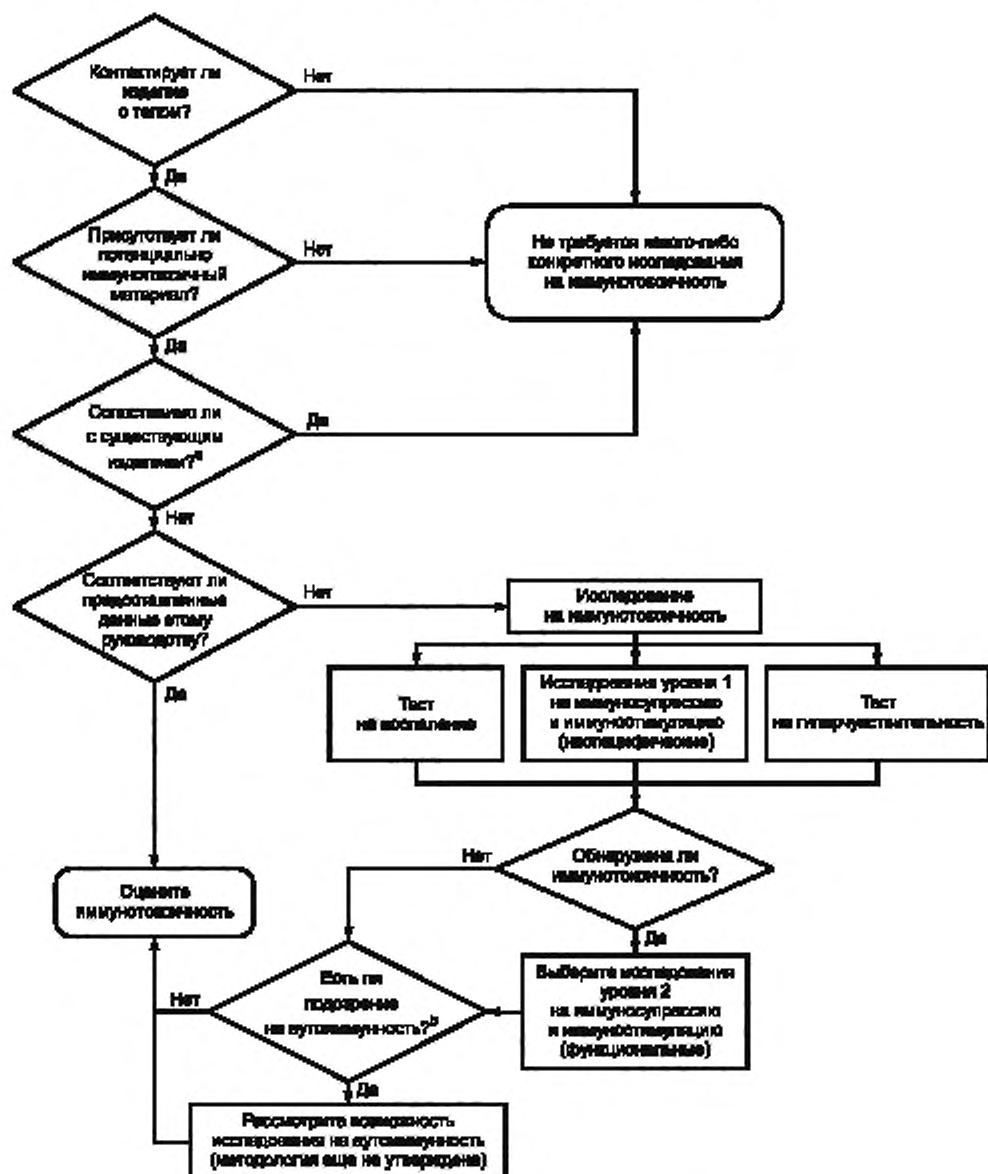 Контактирует ли
изделие
с телом?
Нет
Да
Присутствует ли
потенциально
иммунотоксичный
материал?
Нет
Не требуется какого-либо
конкретного исследования
на иммунотоксичность
Да
Сопоставимо ли
с существующим
изделием?a
Да
Нет
Соответствуют ли
предоставленные
данные этому
руководству?
Нет
Исследование
на иммунотоксичность
Да
Тест
на воспаление
Исследования уровня 1
на иммуносупрессию
и иммуностимуляцию
(неспецифические)
Тест
на гиперчувствительность
Нет
Обнаружена ли
иммунотоксичность?
Оцените
иммунотоксичность
Да
Нет
Есть ли
подозрение
на аутоиммунность?b
Выберите исследования
уровня 2
на иммуносупрессию
и иммуностимуляцию
(функциональные)
Да
Рассмотрите возможность
исследования на аутоиммунность
(методология еще не утверждена)